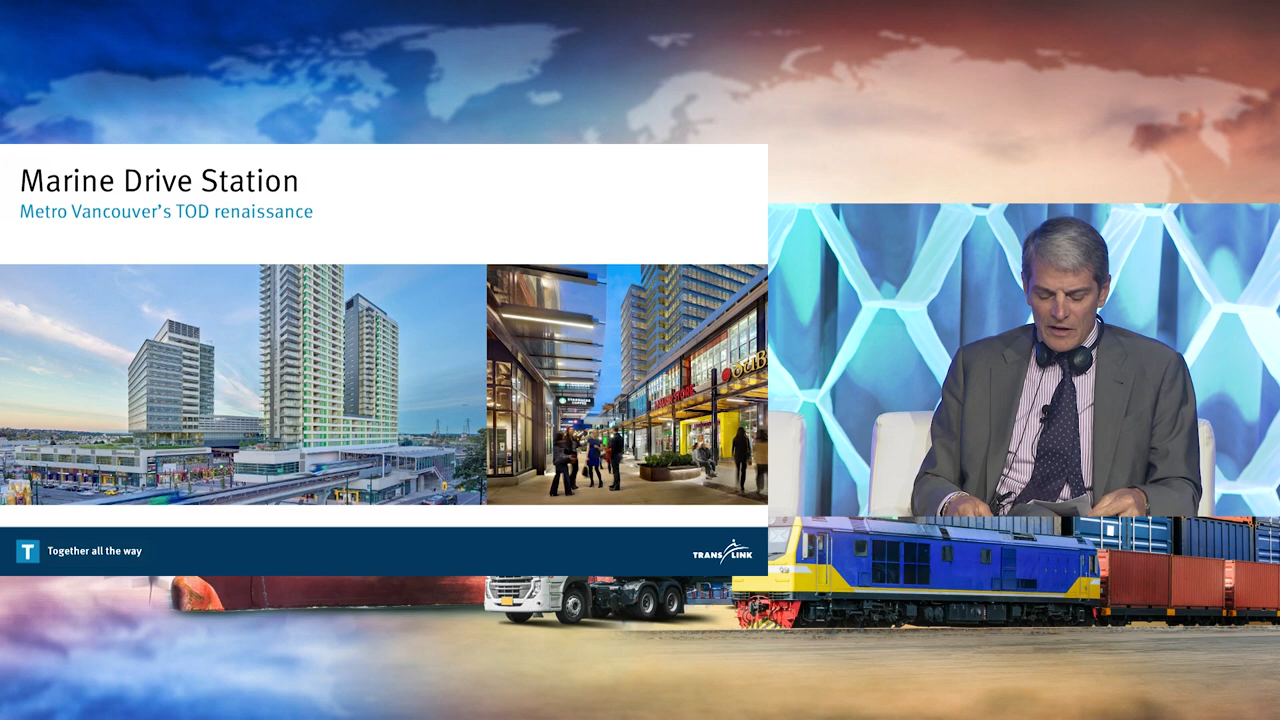 Marine Drive Station
Metro Vancouver's TOD renaissance
T Together all the way
TRANSLINK